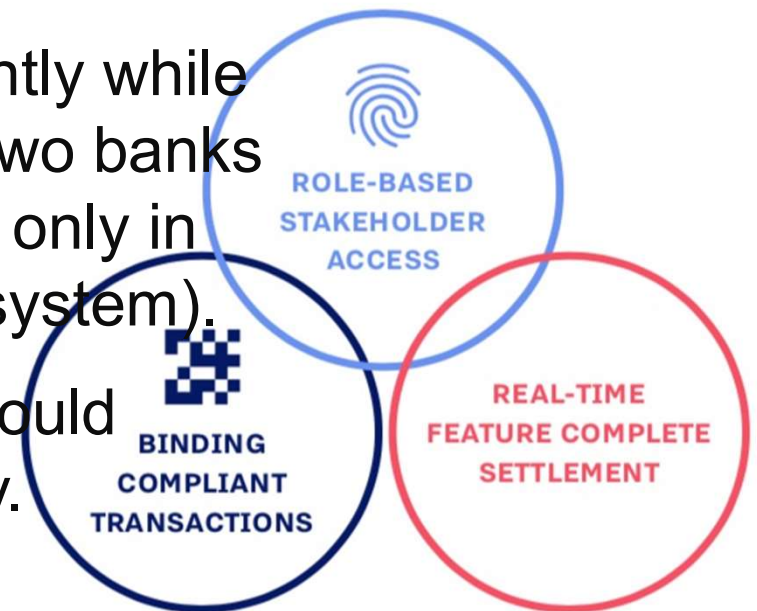 ntly while
wo banks
only in
system).
ould
ROLE-BASED
STAKEHOLDER
ACCESS
BINDING
COMPLIANT
TRANSACTIONS
REAL-TIME
FEATURE COMPLETE
SETTLEMENT